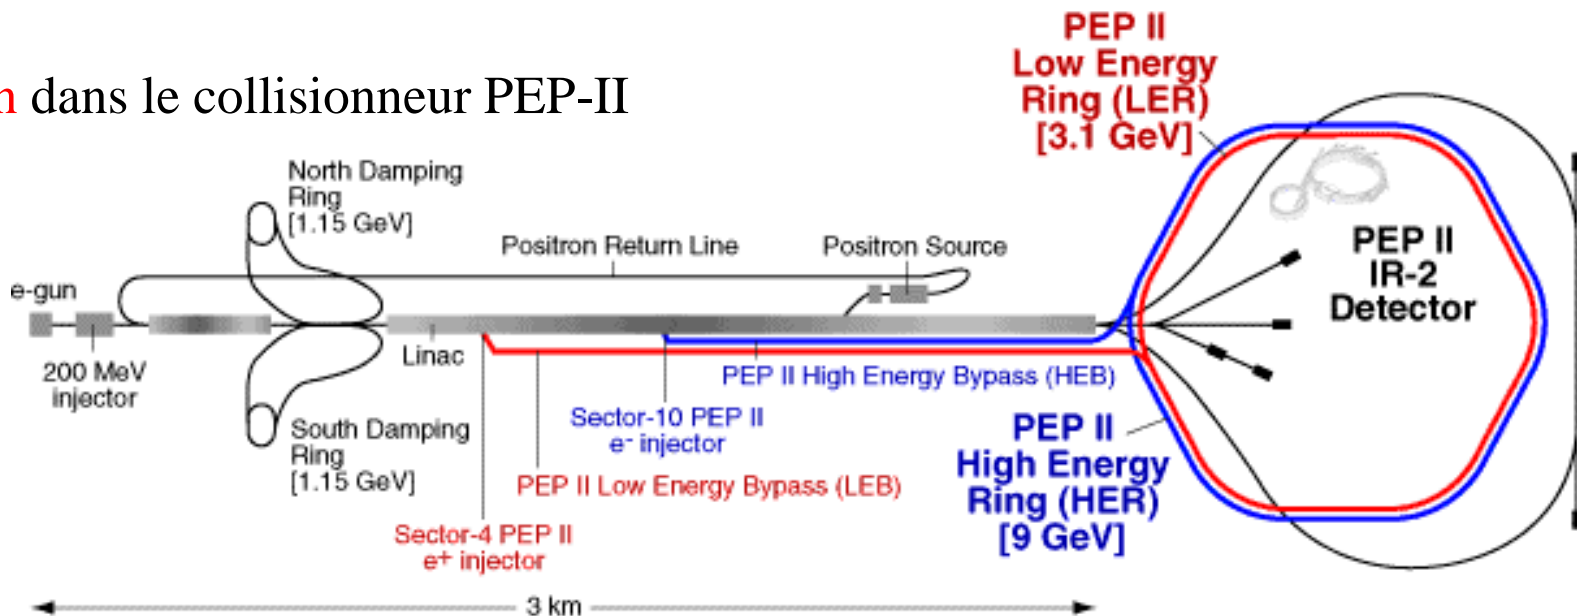 dans le collisionneur PEP-II
PEP II
Low Energy
Ring (LER)
[3.1 GeV]
North Damping
Ring
[1.15 GeV]
Positron Return Line
Positron Source
e-gun
200 MeV
injector
Linac
South Damping
Ring
[1.15 GeV]
PEP II High Energy Bypass (HEB)
Sector-10 PEP II
e- injector
PEP II Low Energy Bypass (LEB)
Sector-4 PEP II
e+ injector
PEP II
High Energy
Ring (HER)
[9 GeV]
PEP II
IR-2
Detector
3 km